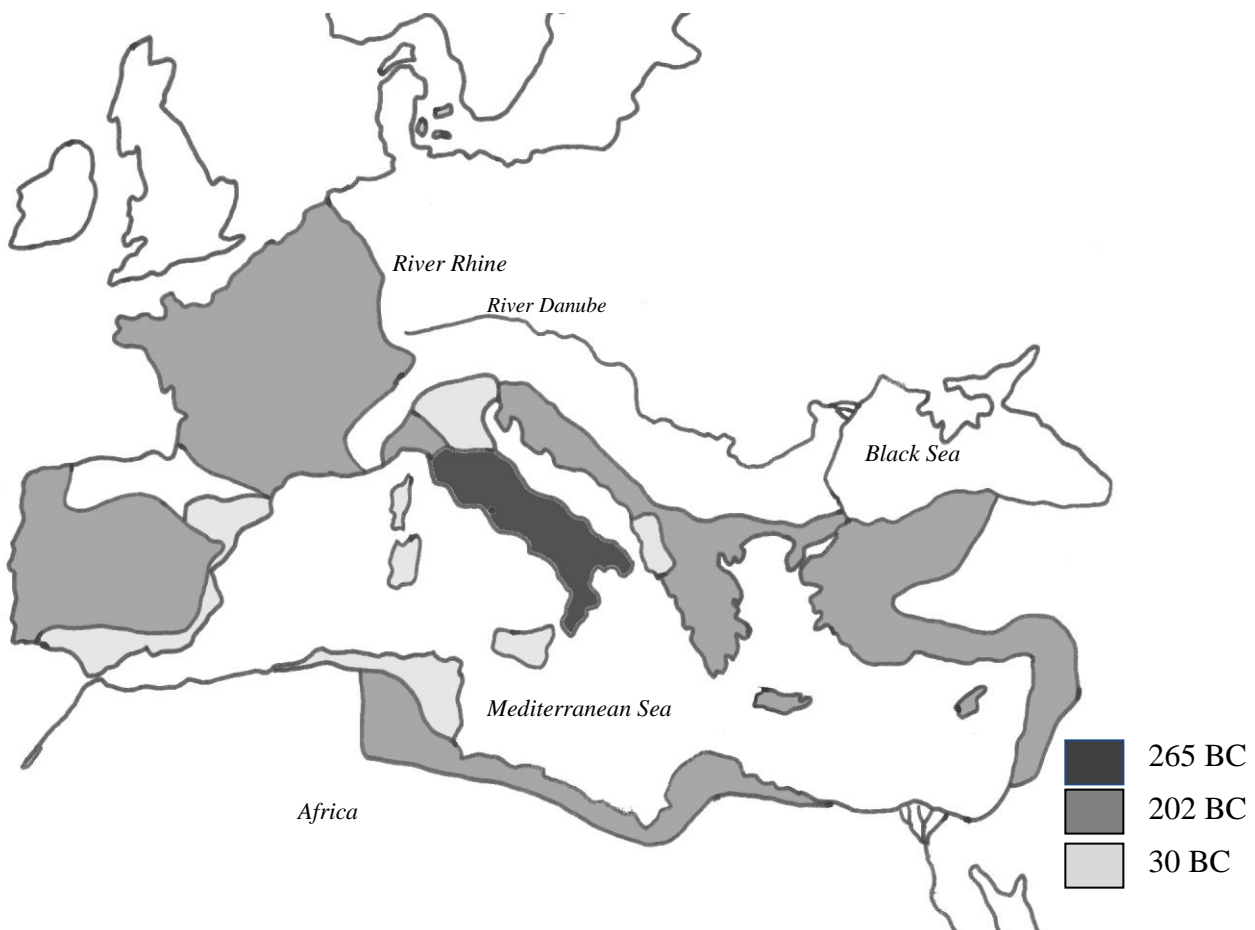 River Rhine
River Danube
Black Sea
Mediterranean Sea
Africa
265 BC
202 BC
30 BC